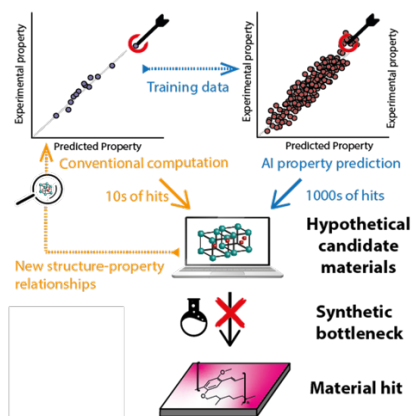 Experimental property
Predicted Property
Training data
Experimental property
Predicted Property
Conventional computation
AI property prediction
10s of hits
1000s of hits
Hypothetical
candidate
materials
New structure-property
relationships
Synthetic
bottleneck
Material hit